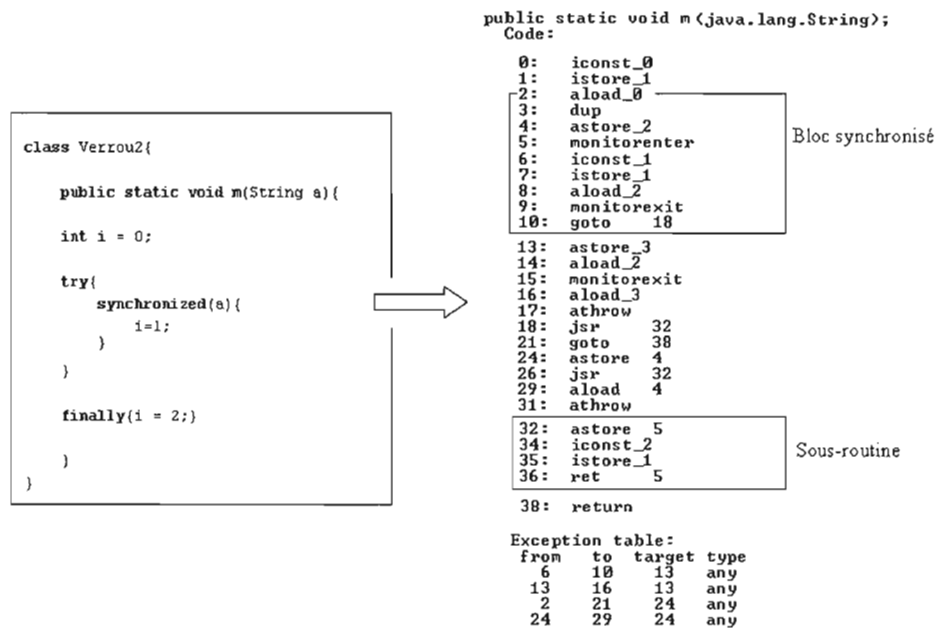 class Verrou2{
public static void m(String a){
int i = 0;
try{
synchronized(a){
i=1;
}
}
finally{i = 2;}
}
}
public static void m(java.lang.String);
Code:
0: iconst_0
1: istore_1
2: aload_0
3: dup
4: astore_2
5: monitorenter
6: iconst_1
7: istore_1
8: aload_2
9: monitorexit
10: goto 18
Bloc synchronisé
13: astore_3
14: aload_2
15: monitorexit
16: aload_3
17: athrow
18: jsr 32
21: goto 38
24: astore 4
26: jsr 32
29: aload 4
31: athrow
32: astore 5
34: iconst_2
35: istore_1
36: ret 5
Sous-routine
38: return
Exception table:
from to target type
6 10 13 any
13 16 13 any
2 21 24 any
24 29 24 any